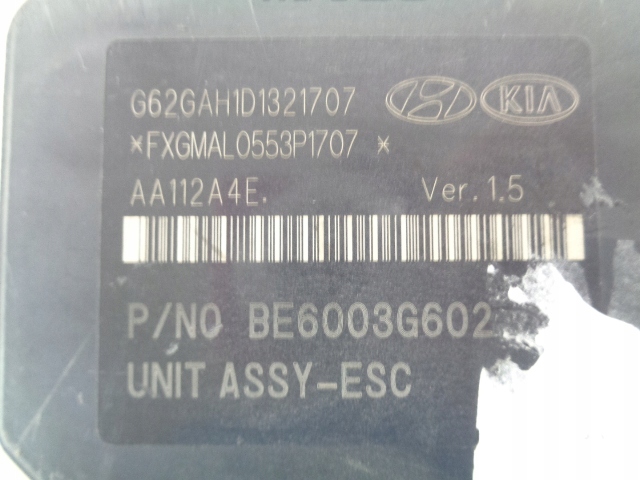 G62GAH1D1321707
KIA
*FXGMAL0553P1707 *
AA112A4E. Ver. 1.5
P/NO BE6003G602
UNIT ASSY-ESC